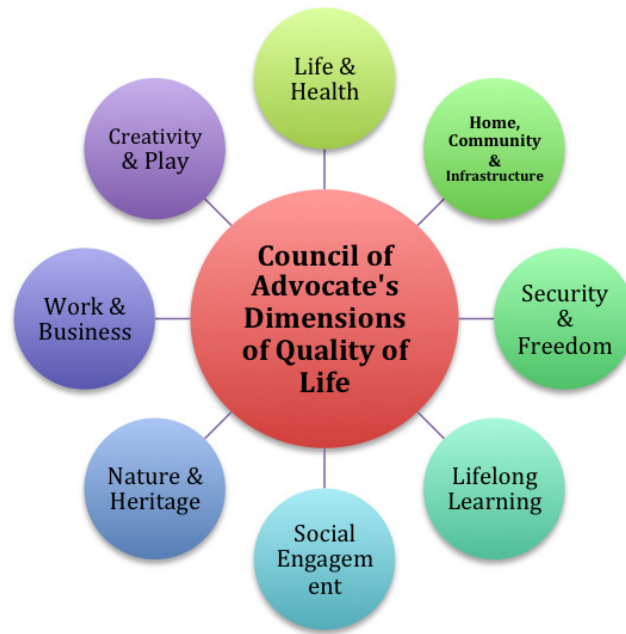 Life &
Health
Home,
Community
&
Infrastructure
Security
&
Freedom
Lifelong
Learning
Social
Engagem
ent
Nature &
Heritage
Work &
Business
Creativity
& Play
Council of
Advocate's
Dimensions
of Quality of
Life